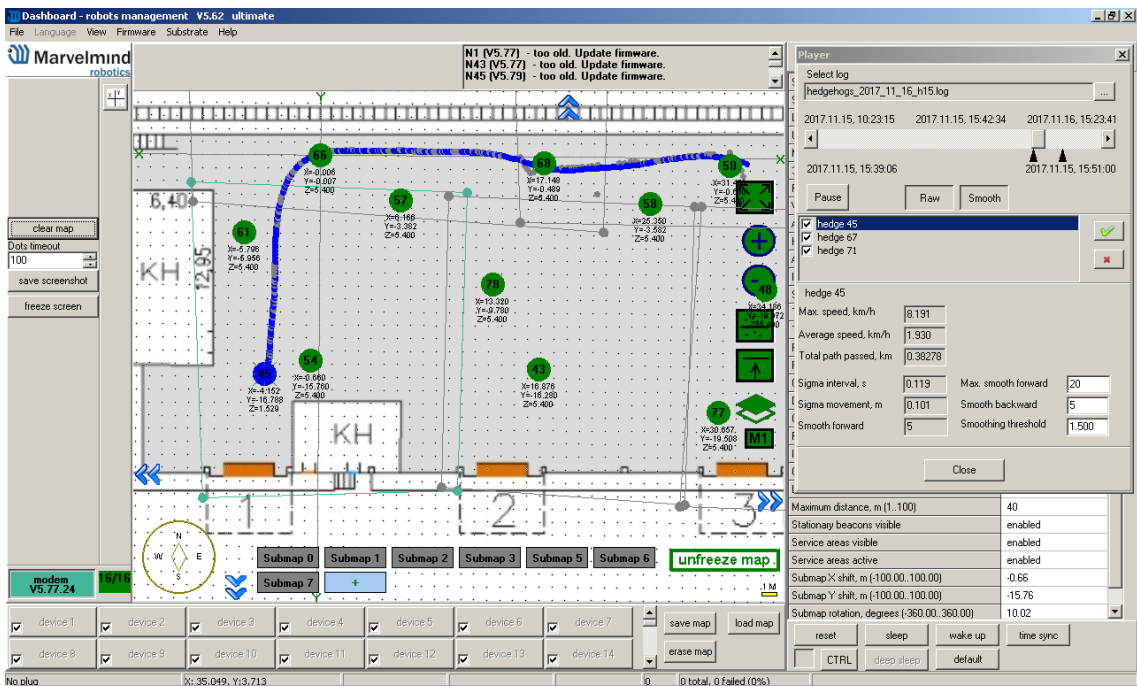 Dashboard - robots management V5.62 ultimate
File Language View Firmware Substrate Help
Marvelmind
robotics
clear map
Dots timeout
100
save screenshot
freeze screen
modem
V5.77.24
16/16
N1 (V5.77) - too old. Update firmware.
N43 (V5.77) - too old. Update firmware.
N45 (V5.79) - too old. Update firmware.
Y
X
66
X=-0.006
Y=-0.007
Z=5.400
68
X=17.148
Y=-0.489
Z=5.400
50
57
X=6.166
Y=-3.382
Z=5.400
58
X=25.350
Y=-3.582
Z=5.400
6,40
61
X=-5.798
Y=-6.956
Z=5.400
KH
12,95
78
X=13.320
Y=-9.780
Z=5.400
48
45
X=-4.152
Y=-16.788
Z=1.529
54
X=-0.660
Y=-15.760
Z=5.400
43
X=16.876
Y=-16.280
Z=5.400
77
X=30.657
Y=-19.508
Z=5.400
M1
KH
1
2
3
N
W
E
S
Submap 0 Submap 1 Submap 2 Submap 3 Submap 5 Submap 6
Submap 7 +
unfreeze map
.1 M
Player
Select log
hedgehogs_2017_11_16_h15.log
...
2017.11.15, 10:23:15 2017.11.15, 15:42:34 2017.11.16, 15:23:41
2017.11.15, 15:39:06 2017.11.15, 15:51:00
Pause Raw Smooth
hedge 45
hedge 67
hedge 71
hedge 45
Max. speed, km/h 8.191
Average speed, km/h 1.930
Total path passed, km 0.38278
Sigma interval, s 0.119 Max. smooth forward 20
Sigma movement, m 0.101 Smooth backward 5
Smooth forward 5 Smoothing threshold 1.500
Close
Maximum distance, m (1..100) 40
Stationary beacons visible enabled
Service areas visible enabled
Service areas active enabled
Submap X shift, m (-100.00..100.00) -0.66
Submap Y shift, m (-100.00..100.00) -15.76
Submap rotation, degrees (-360.00..360.00) 10.02
device 1 device 2 device 3 device 4 device 5 device 6 device 7
device 8 device 9 device 10 device 11 device 12 device 13 device 14
save map load map
erase map
reset sleep wake up time sync
CTRL deep sleep default
No plug X: 35.049, Y:3.713 0 0 total, 0 failed (0%)